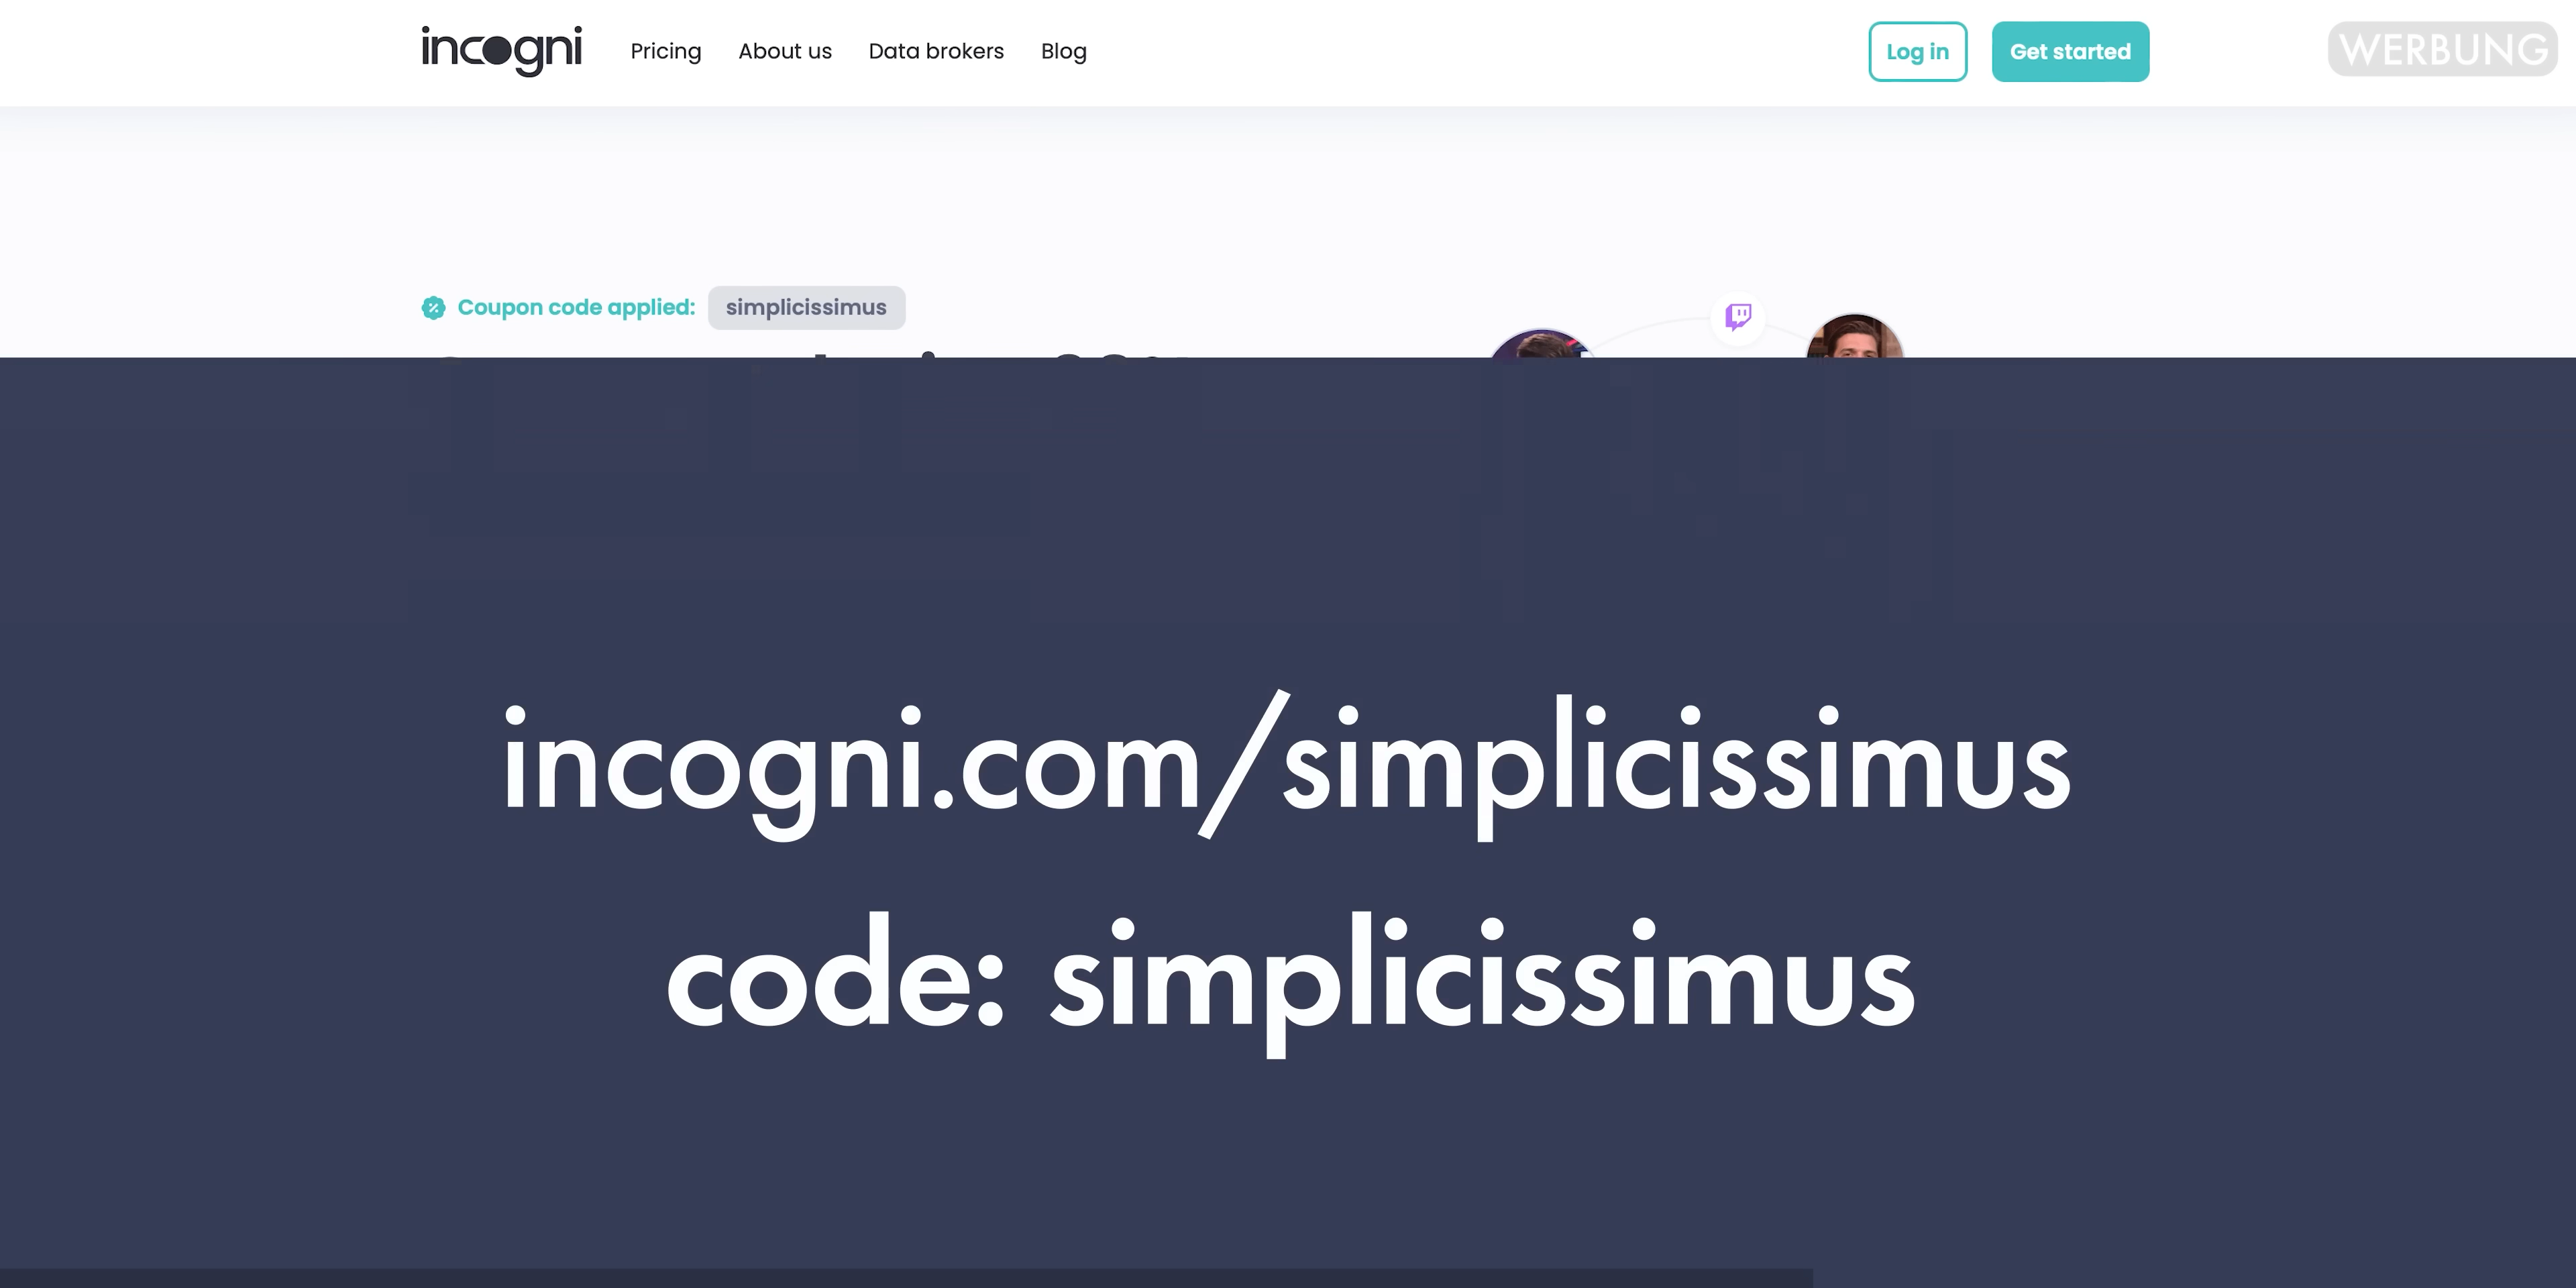 incogni Pricing About us Data brokers Blog Log in Get started WERBUNG
Coupon code applied: simplicissimus
incogni.com/simplicissimus
code: simplicissimus